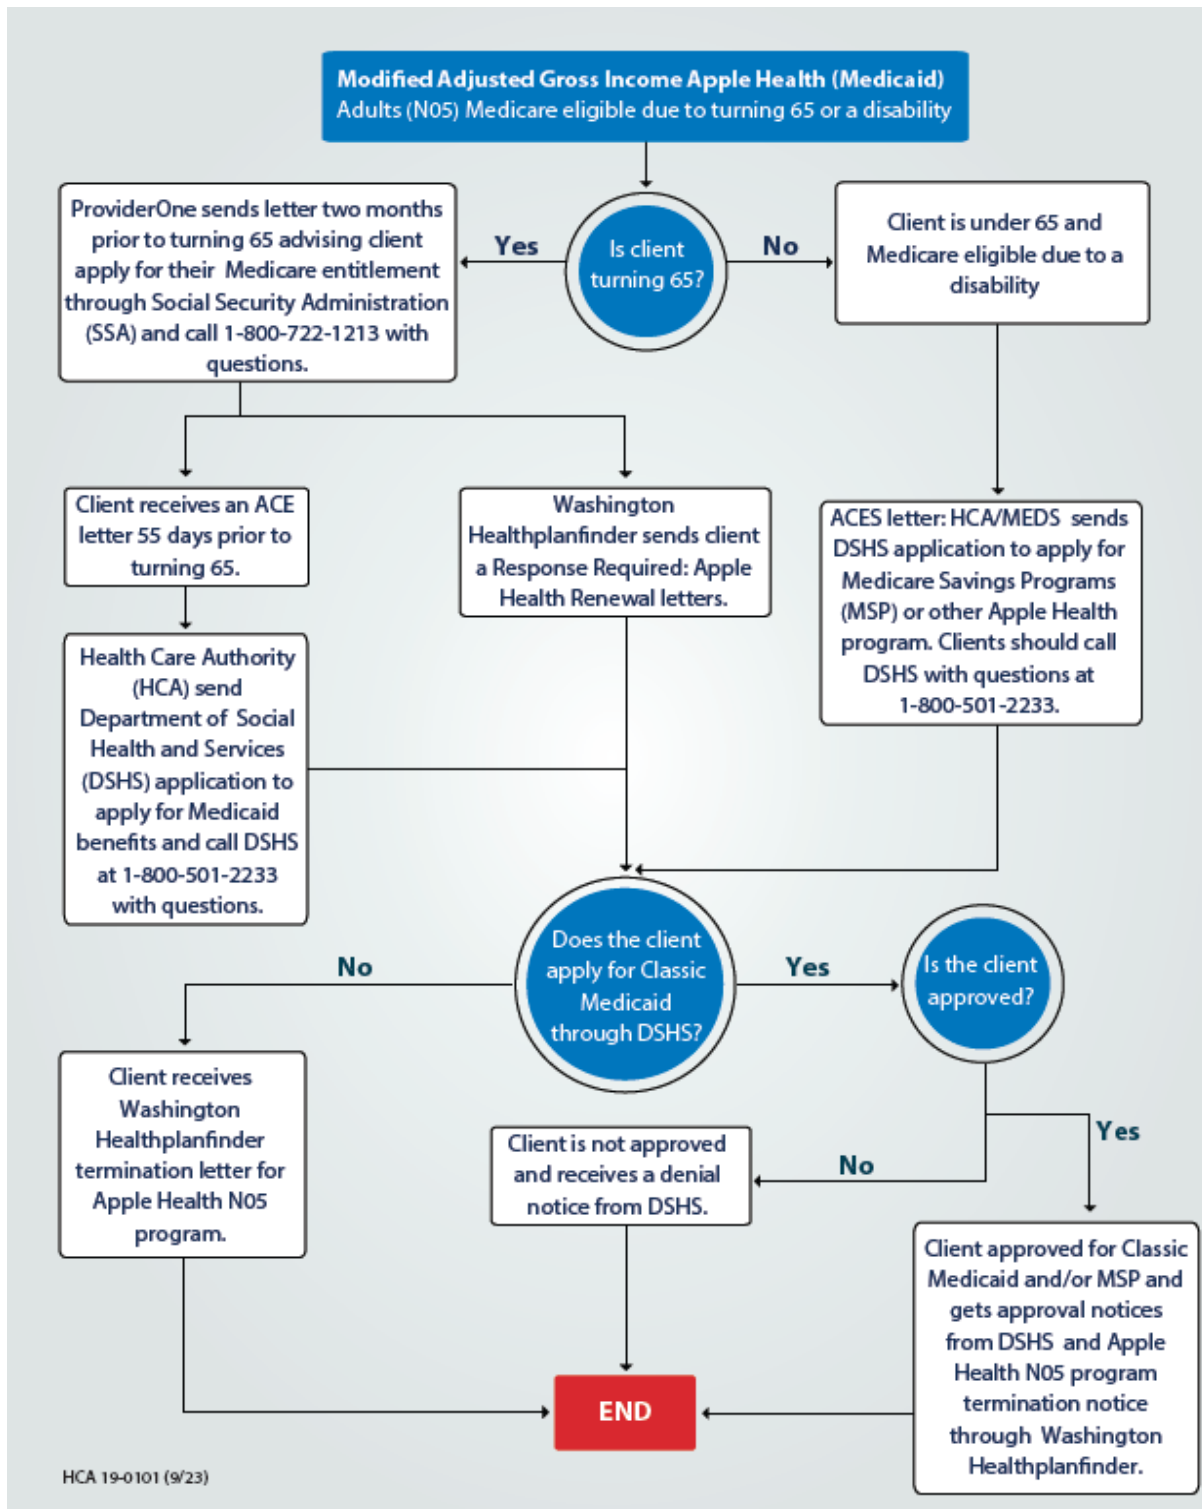 Modified Adjusted Gross Income Apple Health (Medicaid)
Adults (N05) Medicare eligible due to turning 65 or a disability
Is client
turning 65?
Yes
No
ProviderOne sends letter two months
prior to turning 65 advising client
apply for their Medicare entitlement
through Social Security Administration
(SSA) and call 1-800-722-1213 with
questions.
Client is under 65 and
Medicare eligible due to a
disability
Client receives an ACE
letter 55 days prior to
turning 65.
Washington
Healthplanfinder sends client
a Response Required: Apple
Health Renewal letters.
ACES letter: HCA/MEDS sends
DSHS application to apply for
Medicare Savings Programs
(MSP) or other Apple Health
program. Clients should call
DSHS with questions at
1-800-501-2233.
Health Care Authority
(HCA) send
Department of Social
Health and Services
(DSHS) application to
apply for Medicaid
benefits and call DSHS
at 1-800-501-2233
with questions.
Does the client
apply for Classic
Medicaid
through DSHS?
No
Yes
Is the client
approved?
Client receives
Washington
Healthplanfinder
termination letter for
Apple Health N05
program.
Client is not approved
and receives a denial
notice from DSHS.
No
Yes
Client approved for Classic
Medicaid and/or MSP and
gets approval notices
from DSHS and Apple
Health N05 program
termination notice
through Washington
Healthplanfinder.
END
HCA 19-0101 (9/23)